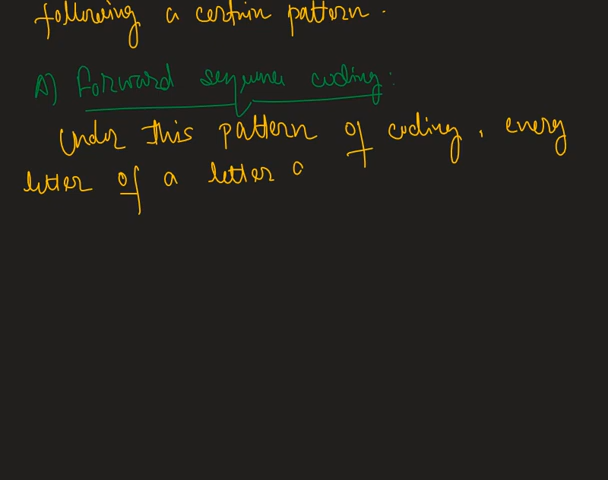 following a certain pattern.
A) Forward sequence coding:
Under this pattern of coding, every
letter of a letter